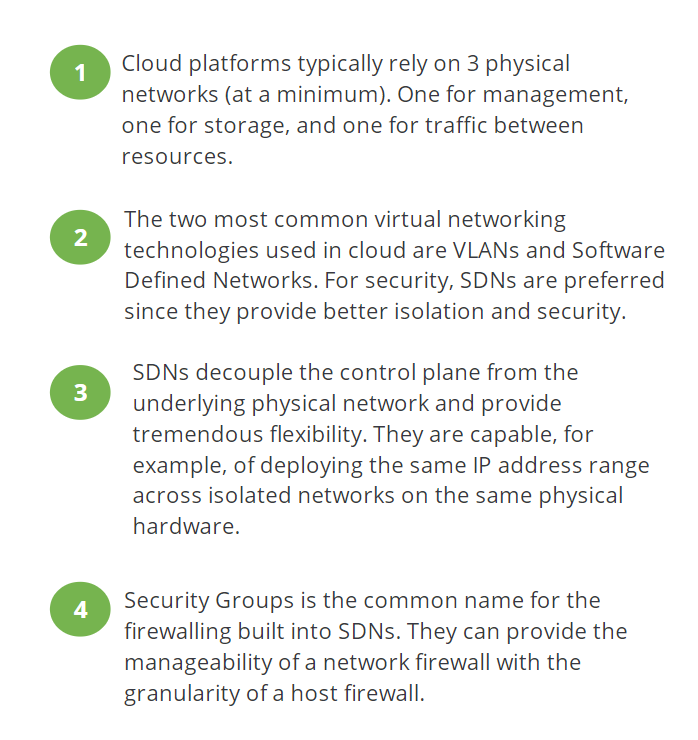 1
Cloud platforms typically rely on 3 physical
networks (at a minimum). One for management,
one for storage, and one for traffic between
resources.
2
The two most common virtual networking
technologies used in cloud are VLANs and Software
Defined Networks. For security, SDNs are preferred
since they provide better isolation and security.
3
SDNs decouple the control plane from the
underlying physical network and provide
tremendous flexibility. They are capable, for
example, of deploying the same IP address range
across isolated networks on the same physical
hardware.
4
Security Groups is the common name for the
firewalling built into SDNs. They can provide the
manageability of a network firewall with the
granularity of a host firewall.